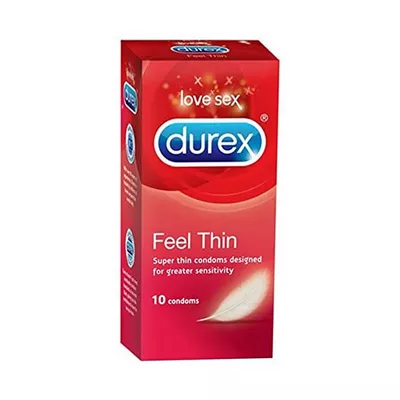 love sex
durex®
Feel Thin
Super thin condoms designed
for greater sensitivity
10 condoms